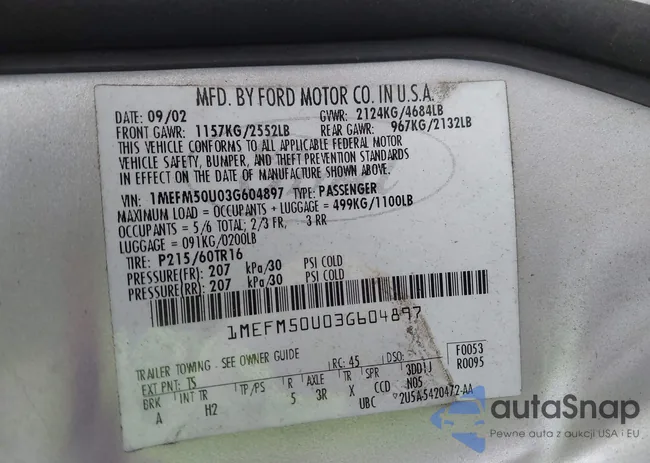 MFD. BY FORD MOTOR CO. IN U.S.A.
DATE: 09/02 GVWR: 2124KG/4684LB
FRONT GAWR: 1157KG/2552LB REAR GAWR: 967KG/2132LB
THIS VEHICLE CONFORMS TO ALL APPLICABLE FEDERAL MOTOR
VEHICLE SAFETY, BUMPER, AND THEFT PREVENTION STANDARDS
IN EFFECT ON THE DATE OF MANUFACTURE SHOWN ABOVE.
VIN: 1MEFM50U03G604897 TYPE: PASSENGER
MAXIMUM LOAD = OCCUPANTS + LUGGAGE = 499KG/1100LB
OCCUPANTS = 5/6 TOTAL; 2/3 FR, 3 RR
LUGGAGE = 091KG/0200LB
TIRE: P215/60TR16
PRESSURE(FR) = 207 kPa/30 PSI COLD
PRESSURE(RR) = 207 kPa/30 PSI COLD
1MEFM50U03G604897
TRAILER TOWING - SEE OWNER GUIDE
F0053
EXT PNT: TS RC: 45 DSO: R0095
BRK INT TR TP/PS R AXLE TR SPR 3DD1J
A H2 5 3R X CCD N05
UBC 2U5A-5420472-AA
autaSnap
Pewne auta z aukcji USA i EU